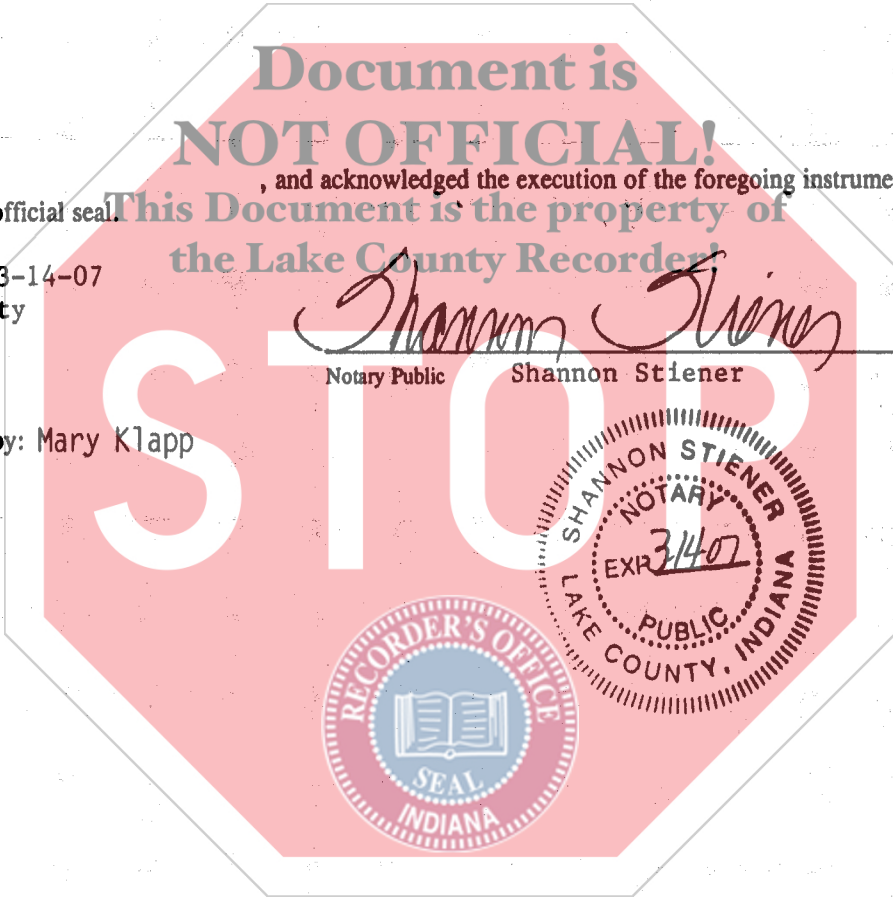 Document is
NOT OFFICIAL!
, and acknowledged the execution of the foregoing instrume
official seal.
This Document is the property of
the Lake County Recorder!
3-14-07
ty
Shannon Stiener
Notary Public Shannon Stiener
y: Mary Klapp
STOP
SHANNON STIENER
NOTARY
EXP 3/14/07
PUBLIC
LAKE COUNTY, INDIANA
RECORDER'S OFFICE
SEAL
INDIANA